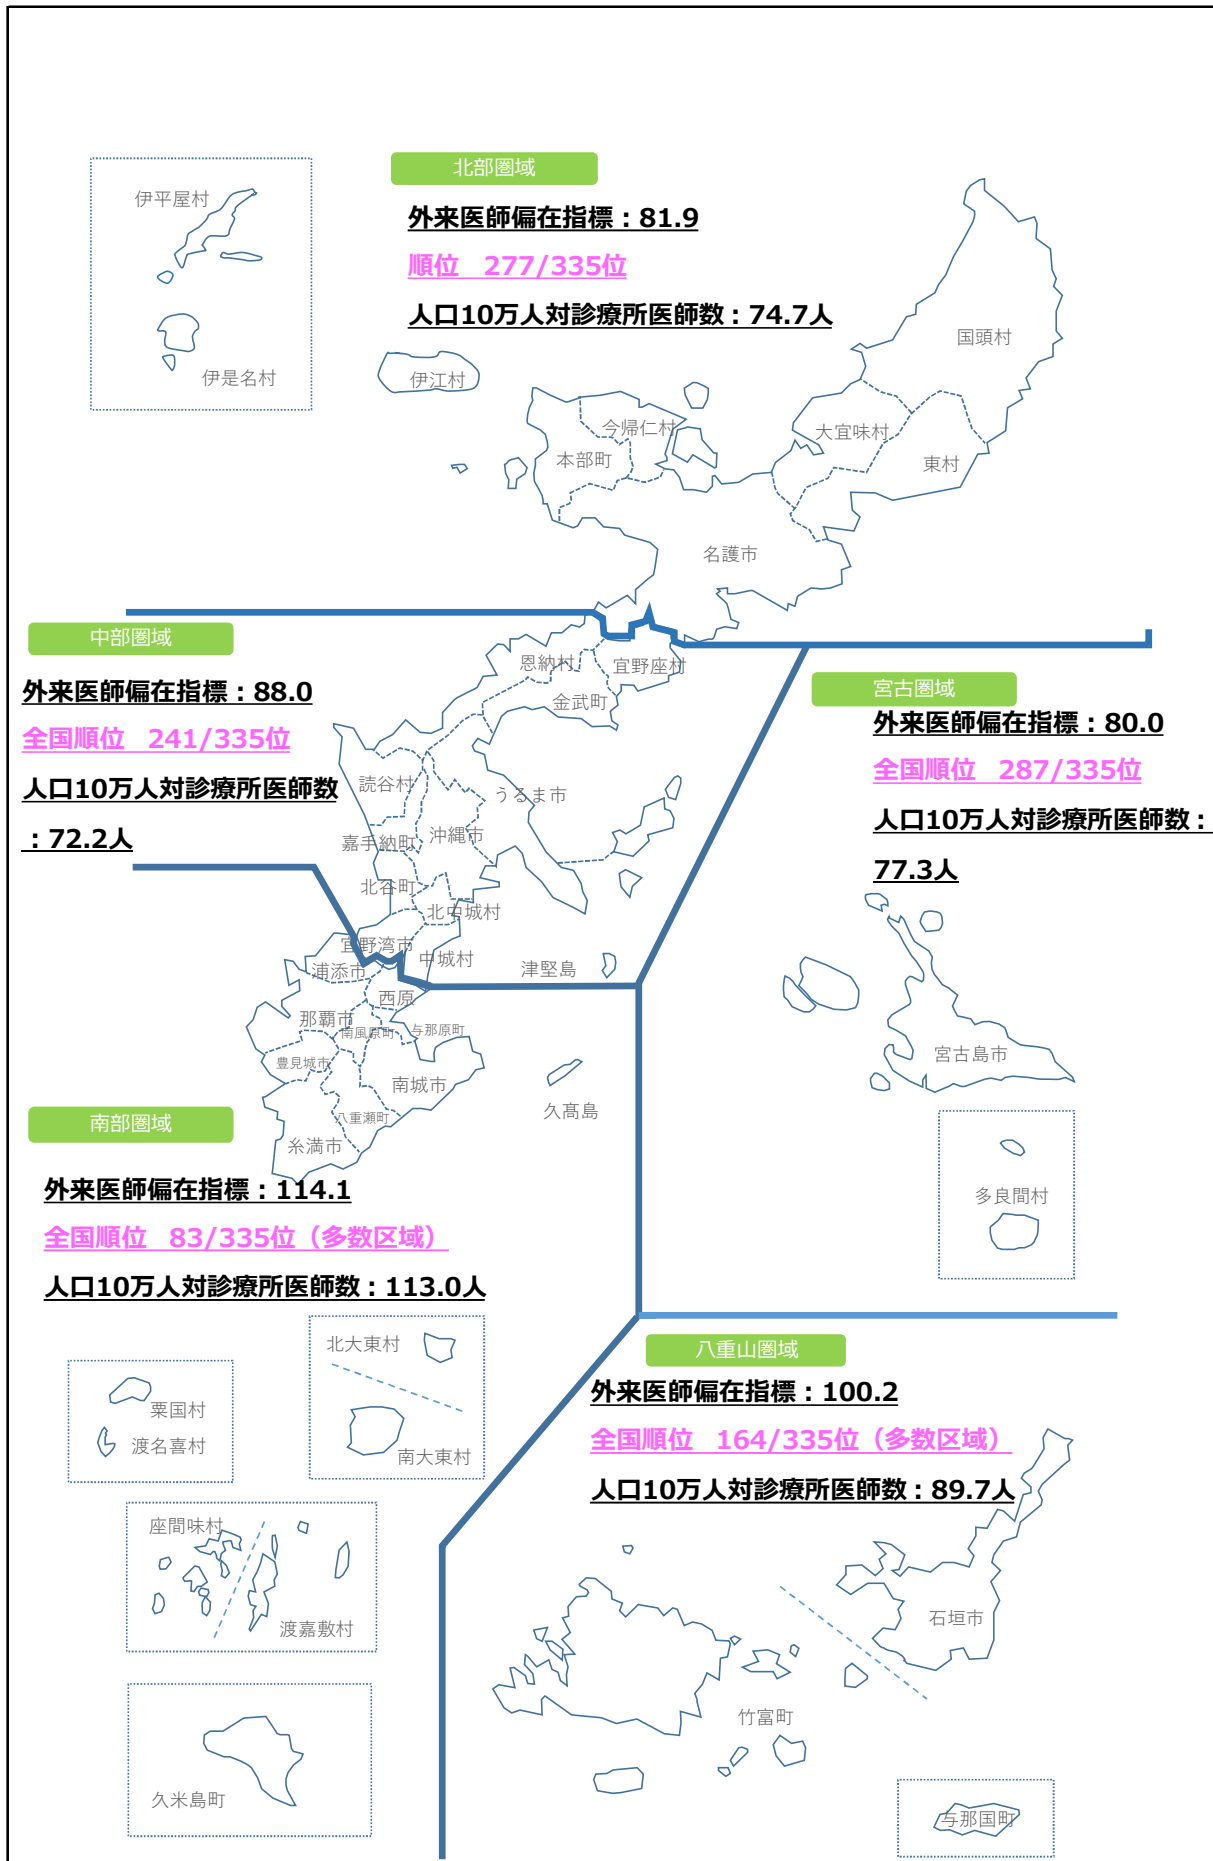 北部圏域
外来医師偏在指標：81.9
順位　277/335位
人口10万人対診療所医師数：74.7人
伊平屋村
伊是名村
伊江村
国頭村
今帰仁村
大宜味村
本部町
東村
名護市
中部圏域
外来医師偏在指標：88.0
全国順位　241/335位
人口10万人対診療所医師数
：72.2人
恩納村
宜野座村
金武町
読谷村
うるま市
嘉手納町
沖縄市
北谷町
北中城村
宜野湾市
中城村
津堅島
宮古圏域
外来医師偏在指標：80.0
全国順位　287/335位
人口10万人対診療所医師数：
77.3人
宮古島市
多良間村
浦添市
西原
那覇市
南風原町
与那原町
豊見城市
南城市
久高島
八重瀬町
糸満市
南部圏域
外来医師偏在指標：114.1
全国順位　83/335位（多数区域）
人口10万人対診療所医師数：113.0人
北大東村
南大東村
粟国村
渡名喜村
座間味村
渡嘉敷村
久米島町
八重山圏域
外来医師偏在指標：100.2
全国順位　164/335位（多数区域）
人口10万人対診療所医師数：89.7人
石垣市
竹富町
与那国町